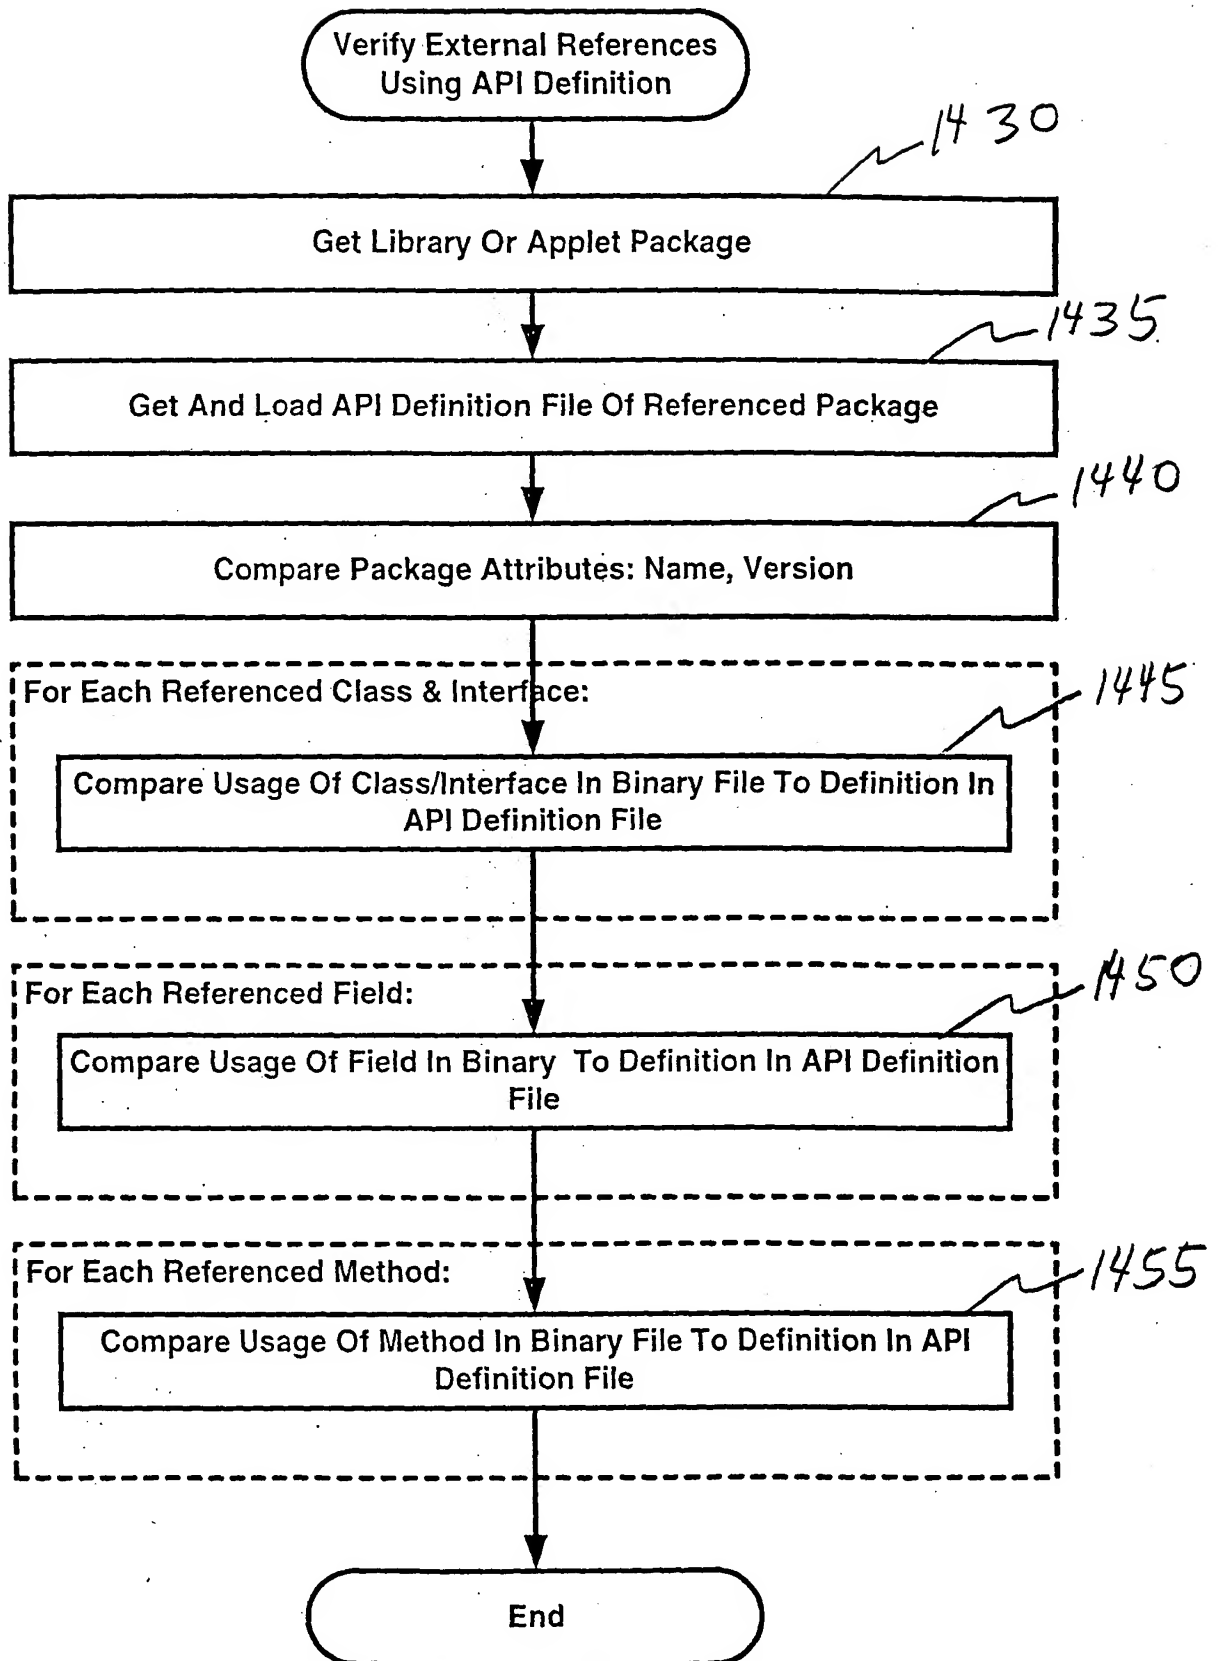 Verify External References
Using API Definition
1430
Get Library Or Applet Package
1435
Get And Load API Definition File Of Referenced Package
1440
Compare Package Attributes: Name, Version
For Each Referenced Class & Interface:
1445
Compare Usage Of Class/Interface In Binary File To Definition In
API Definition File
For Each Referenced Field:
1450
Compare Usage Of Field In Binary To Definition In API Definition
File
For Each Referenced Method:
1455
Compare Usage Of Method In Binary File To Definition In API
Definition File
End